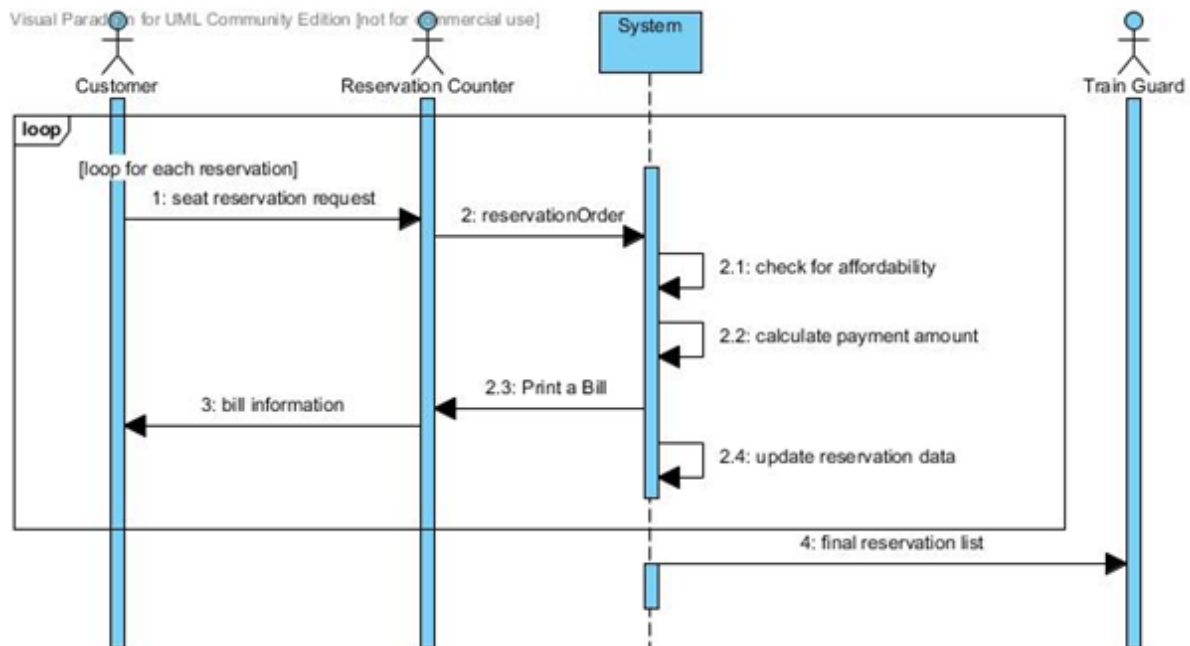 Visual Paradigm for UML Community Edition [not for commercial use]
System
Customer
Reservation Counter
Train Guard
loop
[loop for each reservation]
1: seat reservation request
2: reservationOrder
2.1: check for affordability
2.2: calculate payment amount
2.3: Print a Bill
3: bill information
2.4: update reservation data
4: final reservation list